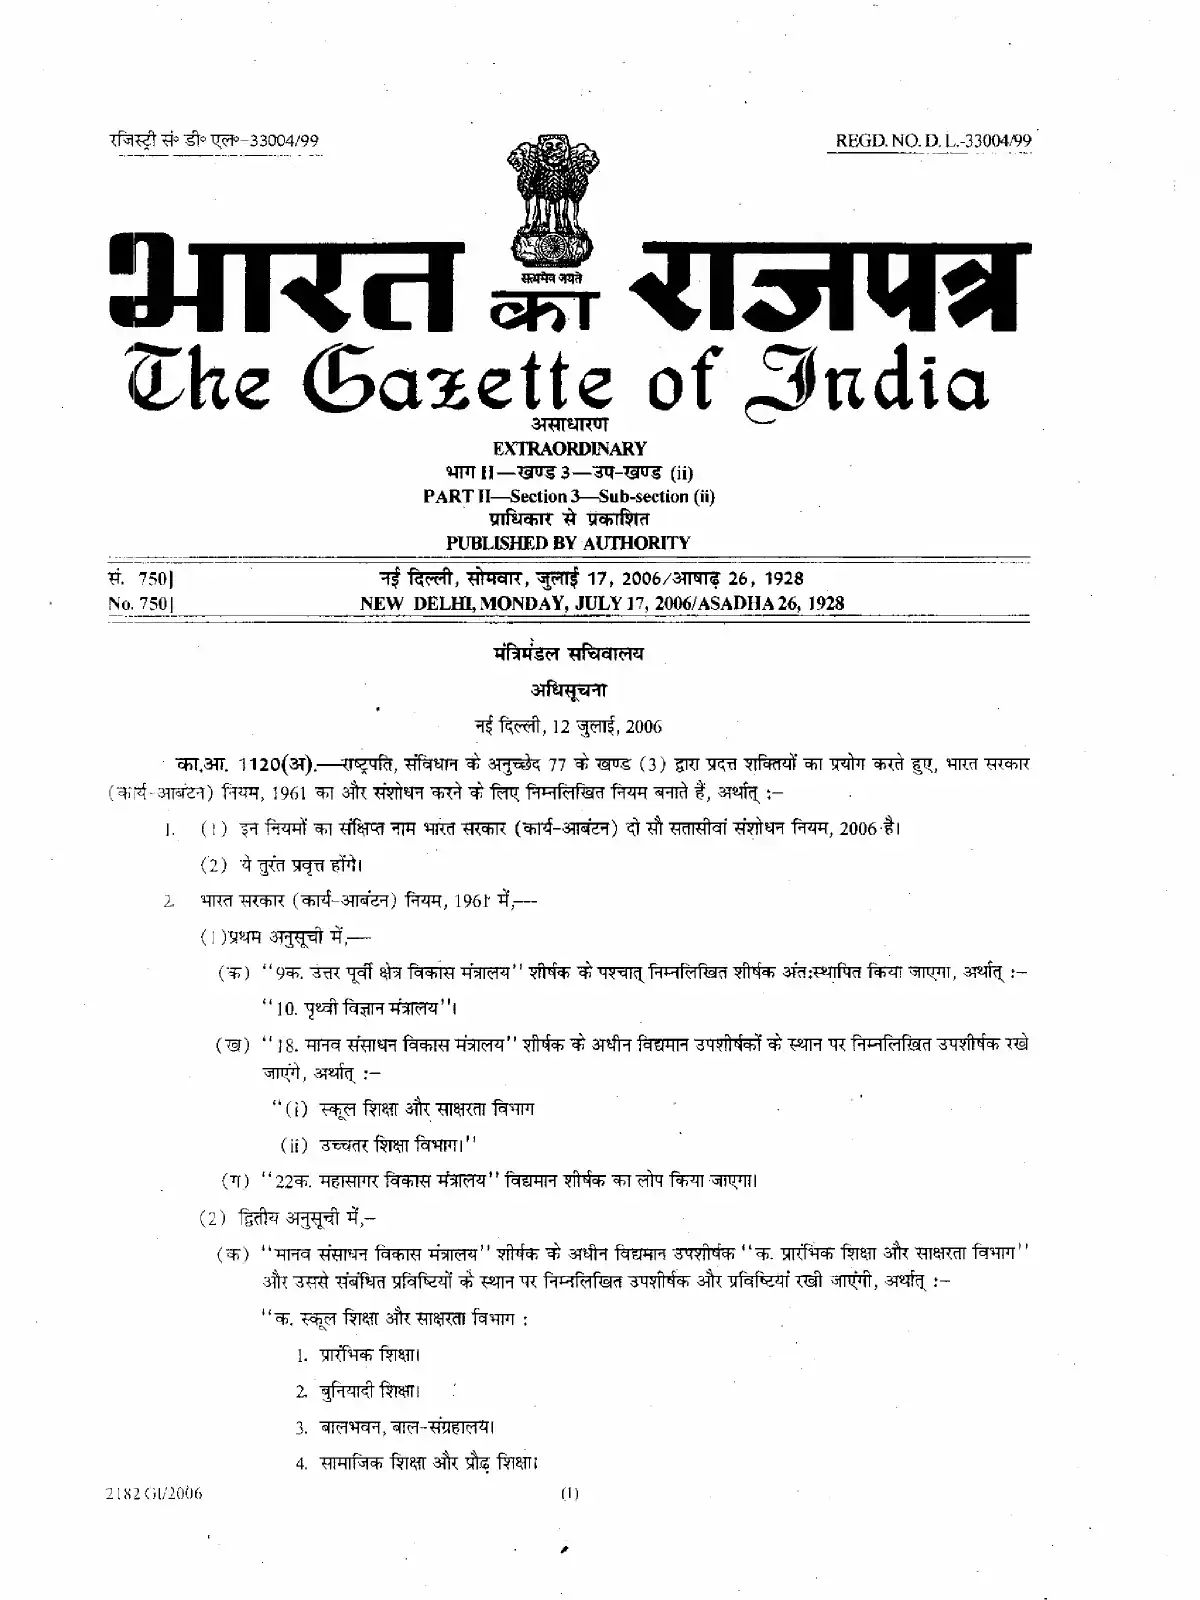 रजिस्ट्री सं॰ डी॰ एल॰-33004/99
REGD. NO. D. L.-33004/99
सत्यमेव जयते
भारत का राजपत्र
The Gazette of India
असाधारण
EXTRAORDINARY
भाग II—खण्ड 3—उप-खण्ड (ii)
PART II—Section 3—Sub-section (ii)
प्राधिकार से प्रकाशित
PUBLISHED BY AUTHORITY
सं. 750]
नई दिल्ली, सोमवार, जुलाई 17, 2006/आषाढ़ 26, 1928
No. 750]
NEW DELHI, MONDAY, JULY 17, 2006/ASADHA 26, 1928
मंत्रिमंडल सचिवालय
अधिसूचना
नई दिल्ली, 12 जुलाई, 2006
का.आ. 1120(अ).—राष्ट्रपति, संविधान के अनुच्छेद 77 के खण्ड (3) द्वारा प्रदत्त शक्तियों का प्रयोग करते हुए, भारत सरकार
(कार्य-आबंटन) नियम, 1961 का और संशोधन करने के लिए निम्नलिखित नियम बनाते हैं, अर्थात् :–
1. (1) इन नियमों का संक्षिप्त नाम भारत सरकार (कार्य-आबंटन) दो सौ सतासीवां संशोधन नियम, 2006 है।
(2) ये तुरंत प्रवृत्त होंगे।
2. भारत सरकार (कार्य-आबंटन) नियम, 1961 में,—
(1)प्रथम अनुसूची में,—
(क) “9क. उत्तर पूर्वी क्षेत्र विकास मंत्रालय” शीर्षक के पश्चात् निम्नलिखित शीर्षक अंतःस्थापित किया जाएगा, अर्थात् :–
“10. पृथ्वी विज्ञान मंत्रालय”।
(ख) “18. मानव संसाधन विकास मंत्रालय” शीर्षक के अधीन विद्यमान उपशीर्षकों के स्थान पर निम्नलिखित उपशीर्षक रखे
जाएंगे, अर्थात् :–
“(i) स्कूल शिक्षा और साक्षरता विभाग
(ii) उच्चतर शिक्षा विभाग।”
(ग) “22क. महासागर विकास मंत्रालय” विद्यमान शीर्षक का लोप किया जाएगा।
(2) द्वितीय अनुसूची में,–
(क) “मानव संसाधन विकास मंत्रालय” शीर्षक के अधीन विद्यमान उपशीर्षक “क. प्रारंभिक शिक्षा और साक्षरता विभाग”
और उससे संबंधित प्रविष्टियों के स्थान पर निम्नलिखित उपशीर्षक और प्रविष्टियां रखी जाएंगी, अर्थात् :–
“क. स्कूल शिक्षा और साक्षरता विभाग :
1. प्रारंभिक शिक्षा।
2. बुनियादी शिक्षा।
3. बालभवन, बाल-संग्रहालय।
4. सामाजिक शिक्षा और प्रौढ़ शिक्षा।
2182 GI/2006
(1)